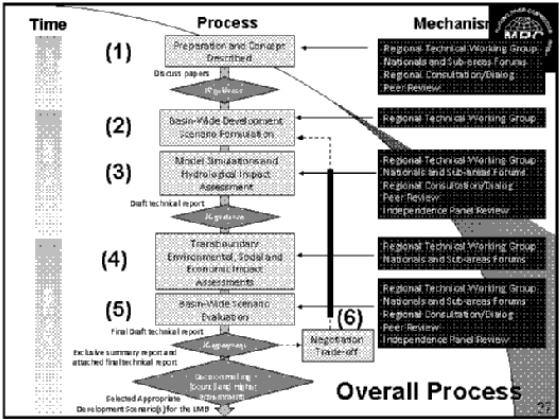 Time
Process
Mechanism
MRC
(1)
Preparation and Concept
Described
Regional Technical Working Group
Nationals and Sub-areas Forums
Regional Consultation/Dialog
Peer Review
Discuss papers
(2)
Basin-Wide Development
Scenario Formulation
Regional Technical Working Group
(3)
Model Simulations and
Hydrological Impact
Assessment
Regional Technical Working Group
Nationals and Sub-areas Forums
Regional Consultation/Dialog
Peer Review
Independence Panel Review
Draft technical report
(4)
Transboundary
Environmental, Social and
Economic Impact
Assessments
Regional Technical Working Group
Nationals and Sub-areas Forums
(5)
Basin-Wide Scenario
Evaluation
Regional Technical Working Group
Nationals and Sub-areas Forums
Regional Consultation/Dialog
Peer Review
Independence Panel Review
(6)
Negotiation
Trade-off
Final Draft technical report
Exclusive summary report and
attached final technical report
Decision making
Selected Appropriate
Development Scenario(s) for the LMB
Overall Process